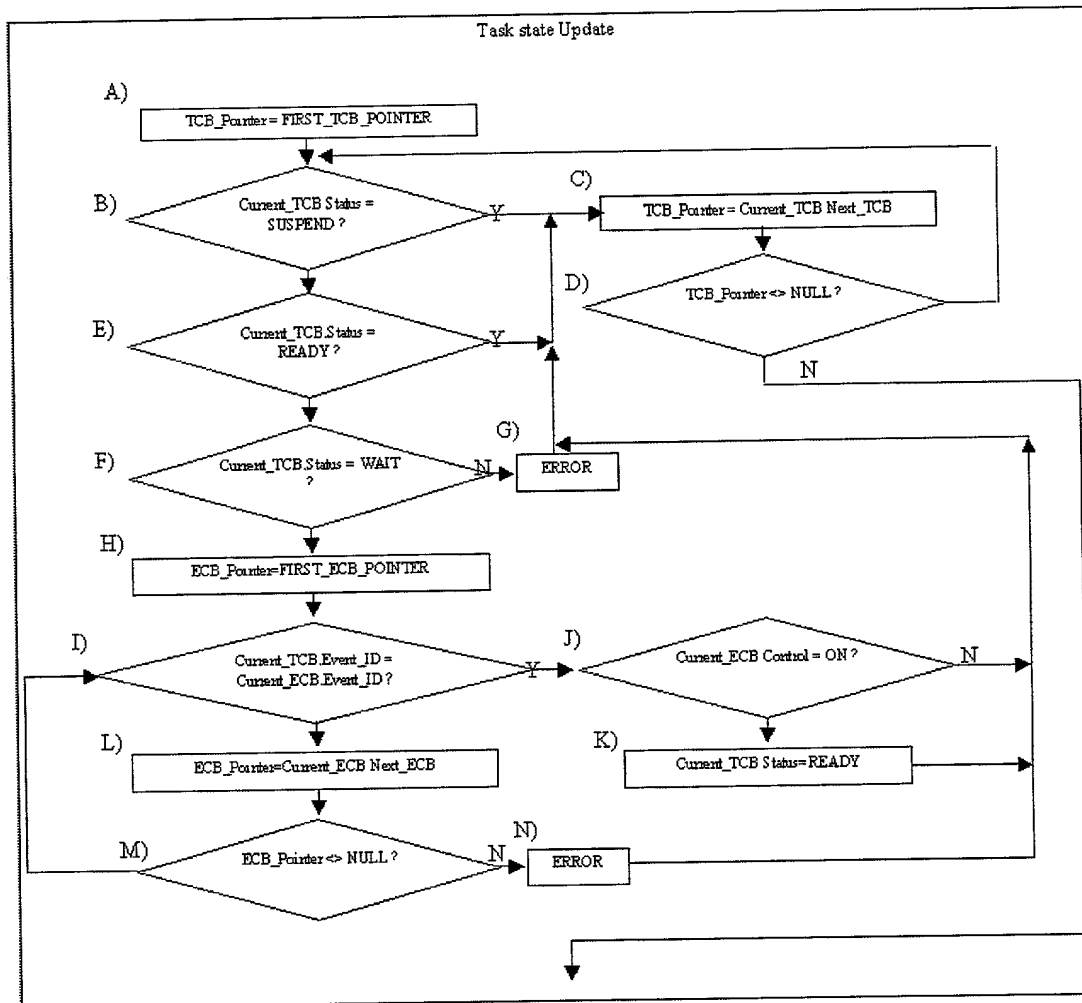 Task state Update
A)
TCB_Pointer = FIRST_TCB_POINTER
B)
Current_TCB Status =
SUSPEND ?
Y
C)
TCB_Pointer = Current_TCB Next_TCB
D)
TCB_Pointer <> NULL ?
N
E)
Current_TCB.Status =
READY ?
Y
F)
Current_TCB.Status = WAIT
?
N
G)
ERROR
H)
ECB_Pointer=FIRST_ECB_POINTER
I)
Current_TCB.Event_ID =
Current_ECB.Event_ID ?
Y
J)
Current_ECB Control = ON ?
N
K)
Current_TCB Status=READY
L)
ECB_Pointer=Current_ECB Next_ECB
M)
ECB_Pointer <> NULL ?
N
N)
ERROR